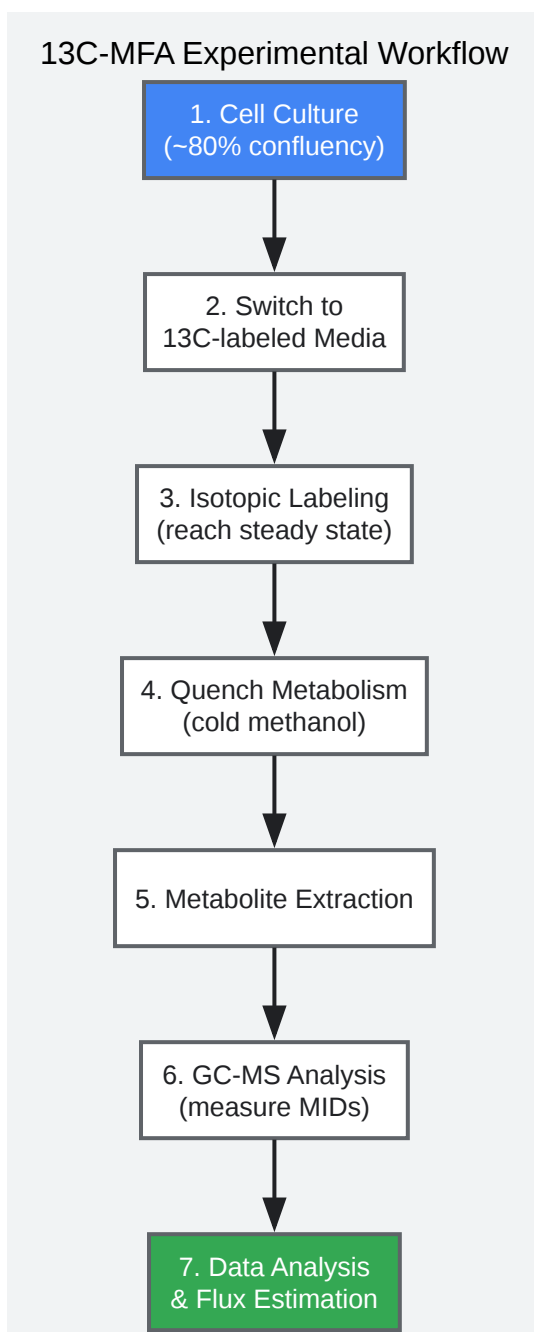 13C-MFA Experimental Workflow
1. Cell Culture
(~80% confluency)
2. Switch to
13C-labeled Media
3. Isotopic Labeling
(reach steady state)
4. Quench Metabolism
(cold methanol)
5. Metabolite Extraction
6. GC-MS Analysis
(measure MIDs)
7. Data Analysis
& Flux Estimation